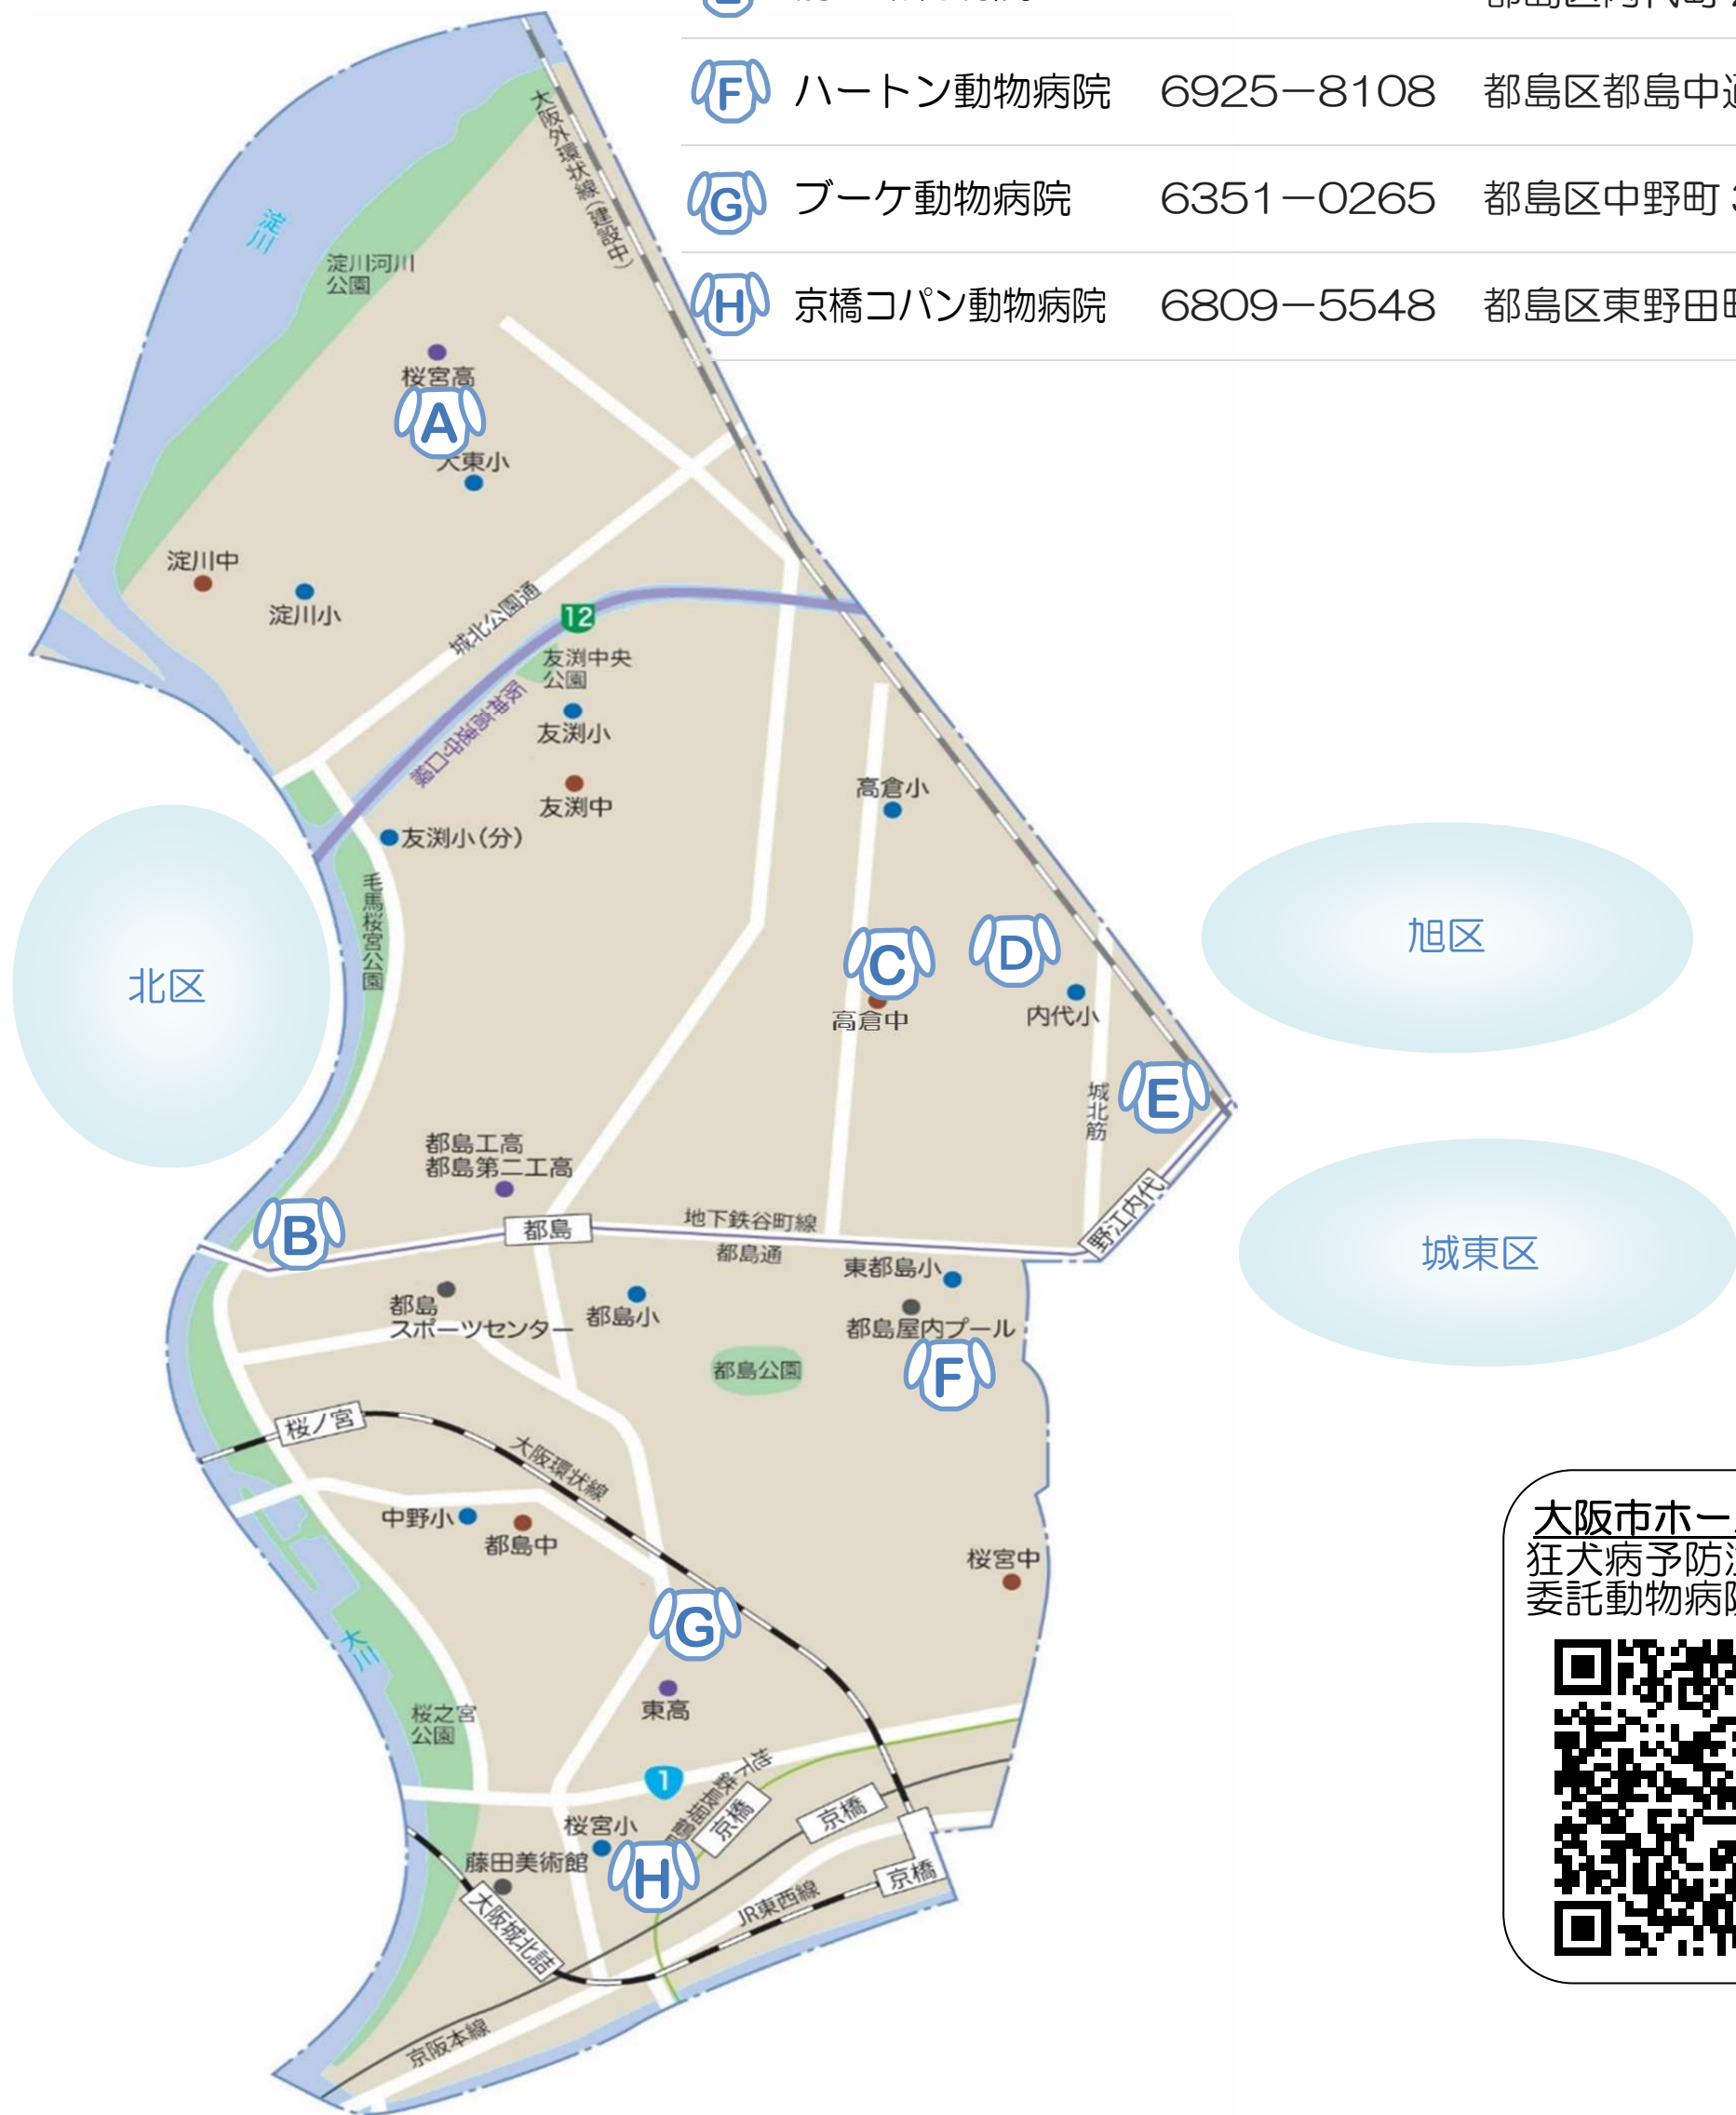 F ハートン動物病院 6925－8108 都島区都島中
G ブーケ動物病院 6351－0265 都島区中野町
H 京橋コパン動物病院 6809－5548 都島区東野田
大阪外環状線(建設中)
淀川
淀川河川
公園
桜宮高
A
大東小
淀川中
淀川小
城北公園通
12
友渕中央
公園
阪神高速守口線
友渕小
友渕中
高倉小
友渕小(分)
毛馬桜宮公園
北区
旭区
C
D
高倉中
内代小
E
城北筋
都島工高
都島第二工高
B
都島
地下鉄谷町線
都島通
野江内代
城東区
東都島小
都島
スポーツセンター
都島小
都島屋内プール
都島公園
F
桜ノ宮
大阪環状線
中野小
都島中
桜宮中
大阪市ホー
狂犬病予防
委託動物病
G
大川
東高
桜之宮
公園
1
地下鉄長堀鶴
京橋
京橋
桜宮小
藤田美術館
H
京橋
JR東西線
大阪城北詰
京阪本線